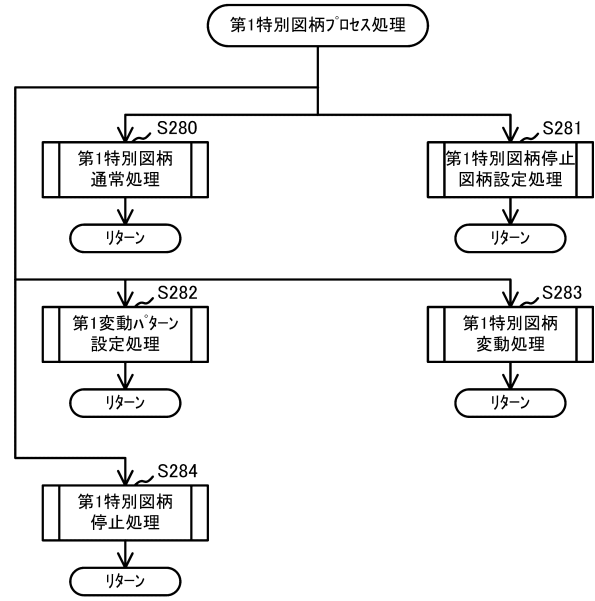 第1特別図柄ﾌﾟﾛｾｽ処理
S280
第1特別図柄
通常処理
ﾘﾀｰﾝ
S281
第1特別図柄停止
図柄設定処理
ﾘﾀｰﾝ
S282
第1変動ﾊﾟﾀｰﾝ
設定処理
ﾘﾀｰﾝ
S283
第1特別図柄
変動処理
ﾘﾀｰﾝ
S284
第1特別図柄
停止処理
ﾘﾀｰﾝ